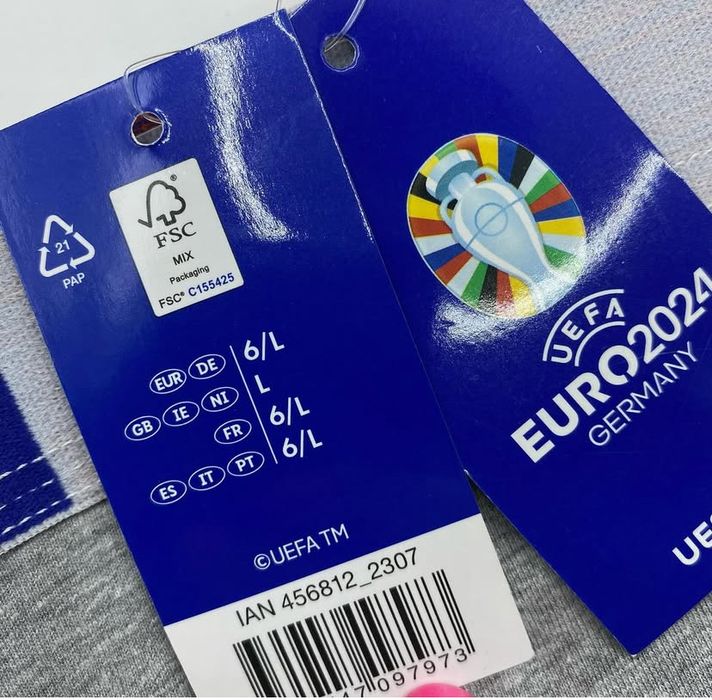 21
PAP
FSC®
MIX
Packaging
FSC® C155425
EUR DE 6/L
GB IE NI L
FR 6/L
ES IT PT 6/L
©UEFA TM
IAN 456812_2307
097973
UEFA
EURO2024
GERMANY